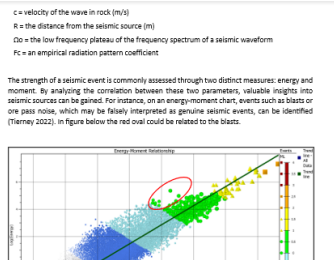 c = velocity of the wave in rock (m/s)
R = the distance from the seismic source (m)
Ωo = the low frequency plateau of the frequency spectrum of a seismic waveform
Fc = an empirical radiation pattern coefficient
The strength of a seismic event is commonly assessed through two distinct measures: energy and
moment. By analyzing the correlation between these two parameters, valuable insights into
seismic sources can be gained. For instance, on an energy-moment chart, events such as blasts or
ore pass noise, which may be falsely interpreted as genuine seismic events, can be identified
(Tierney 2022). In figure below the red oval could be related to the blasts.
Energy-Moment Relationship
Events
Trend